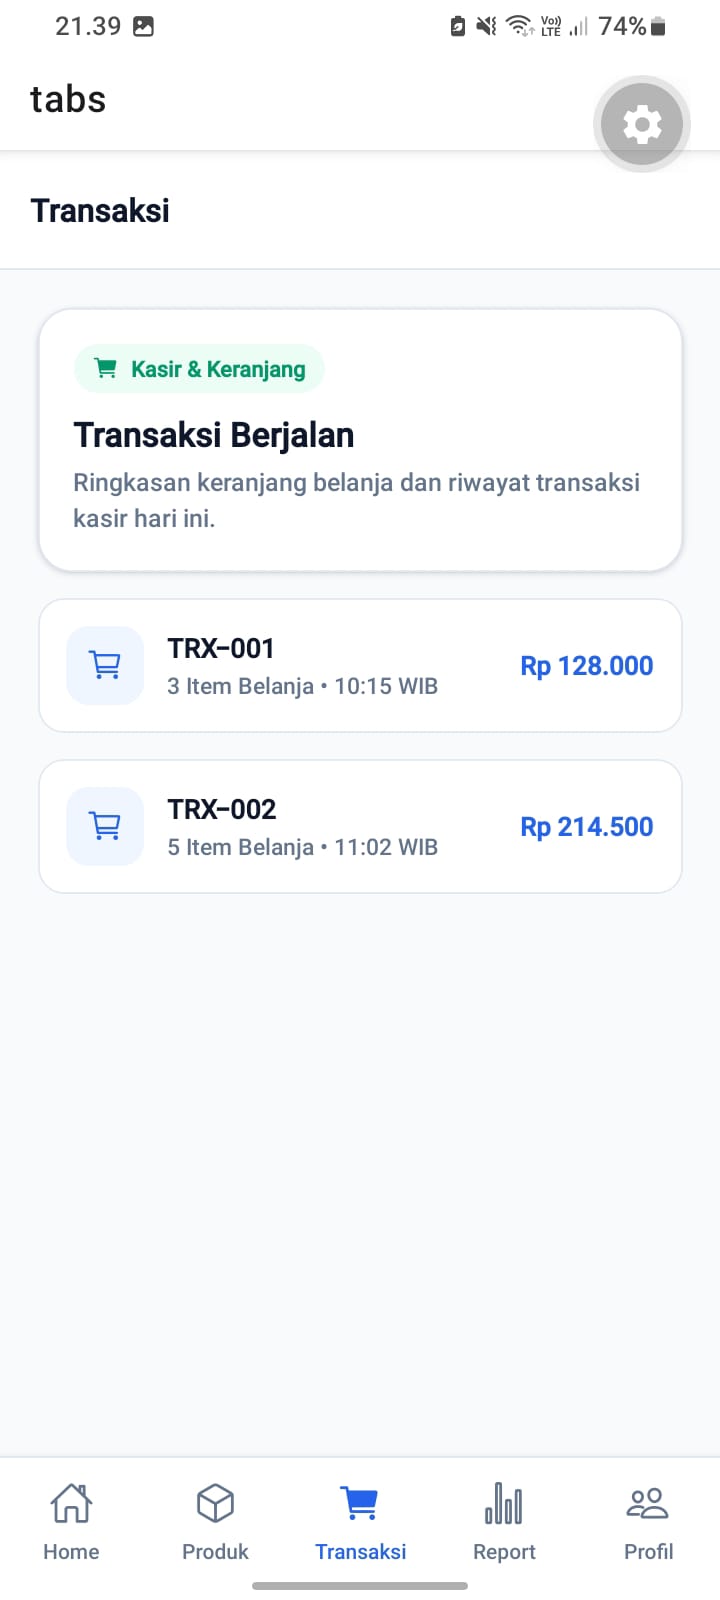 21.39
Vo))
LTE
74%
tabs
Transaksi
Kasir & Keranjang
Transaksi Berjalan
Ringkasan keranjang belanja dan riwayat transaksi
kasir hari ini.
TRX-001
3 Item Belanja • 10:15 WIB
Rp 128.000
TRX-002
5 Item Belanja • 11:02 WIB
Rp 214.500
Home
Produk
Transaksi
Report
Profil